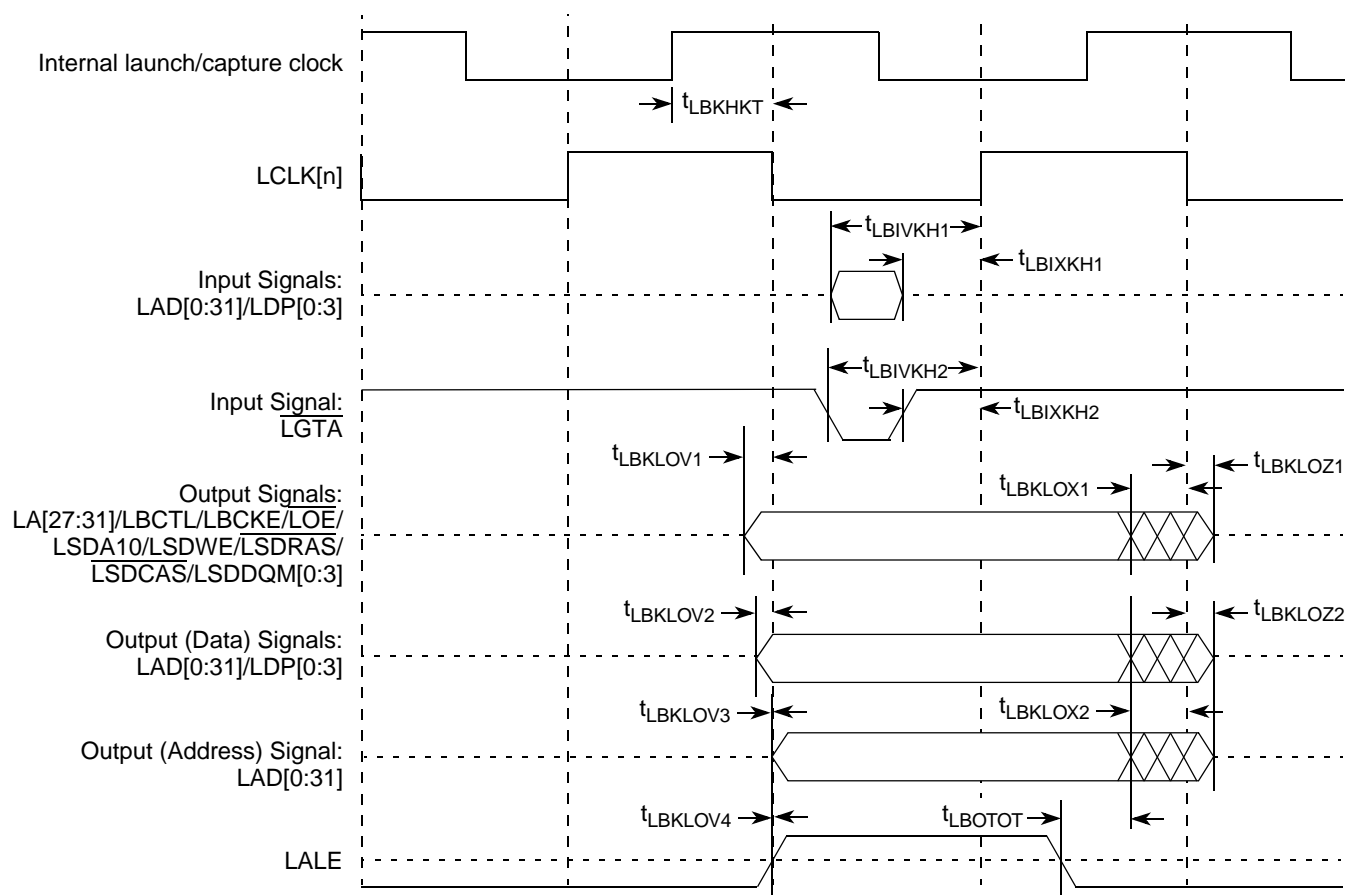 Internal launch/capture clock
tLBKHKT
LCLK[n]
tLBIVKH1
tLBIXKH1
Input Signals:
LAD[0:31]/LDP[0:3]
tLBIVKH2
Input Signal:
LGTA
tLBIXKH2
tLBKLOV1
tLBKLOZ1
tLBKLOX1
Output Signals:
LA[27:31]/LBCTL/LBCKE/LOE/
LSDA10/LSDWE/LSDRAS/
LSDCAS/LSDDQM[0:3]
tLBKLOV2
tLBKLOZ2
Output (Data) Signals:
LAD[0:31]/LDP[0:3]
tLBKLOV3
tLBKLOX2
Output (Address) Signal:
LAD[0:31]
tLBKLOV4
tLBOTOT
LALE